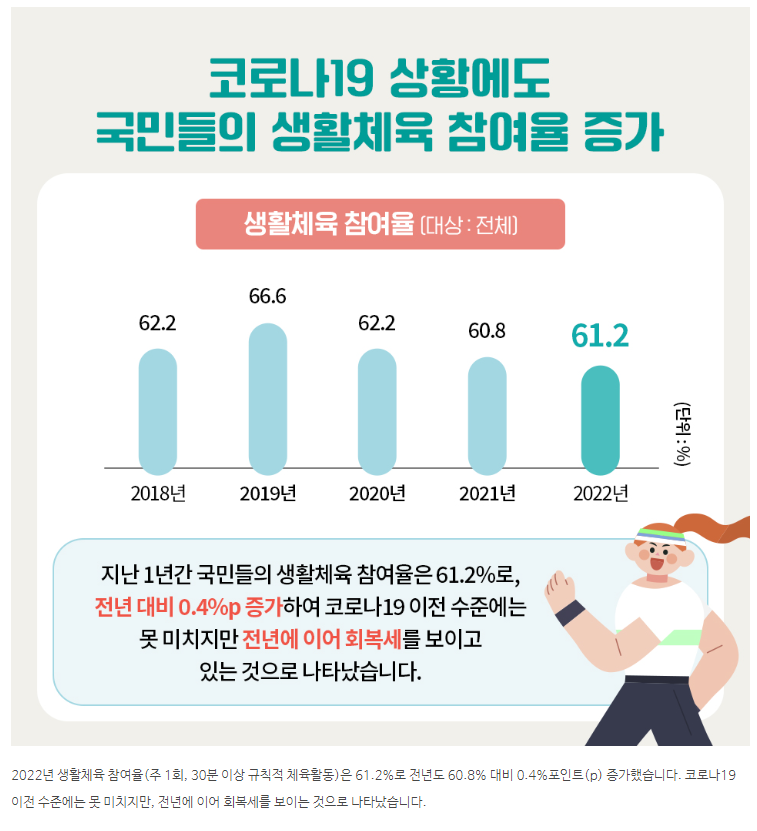 코로나19 상황에도
국민들의 생활체육 참여율 증가
생활체육 참여율 (대상 : 전체)
62.2
66.6
62.2
60.8
61.2
(단위 : %)
2018년
2019년
2020년
2021년
2022년
지난 1년간 국민들의 생활체육 참여율은 61.2%로,
전년 대비 0.4%p 증가하여 코로나19 이전 수준에는
못 미치지만 전년에 이어 회복세를 보이고
있는 것으로 나타났습니다.
2022년 생활체육 참여율(주 1회, 30분 이상 규칙적 체육활동)은 61.2%로 전년도 60.8% 대비 0.4%포인트(p) 증가했습니다. 코로나19
이전 수준에는 못 미치지만, 전년에 이어 회복세를 보이는 것으로 나타났습니다.